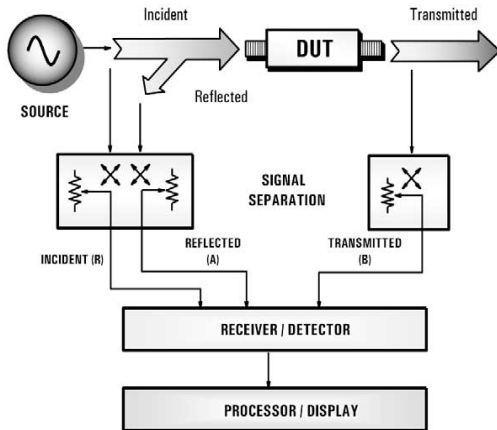 Incident
Transmitted
DUT
SOURCE
Reflected
SIGNAL
SEPARATION
INCIDENT (R)
REFLECTED
(A)
TRANSMITTED
(B)
RECEIVER / DETECTOR
PROCESSOR / DISPLAY